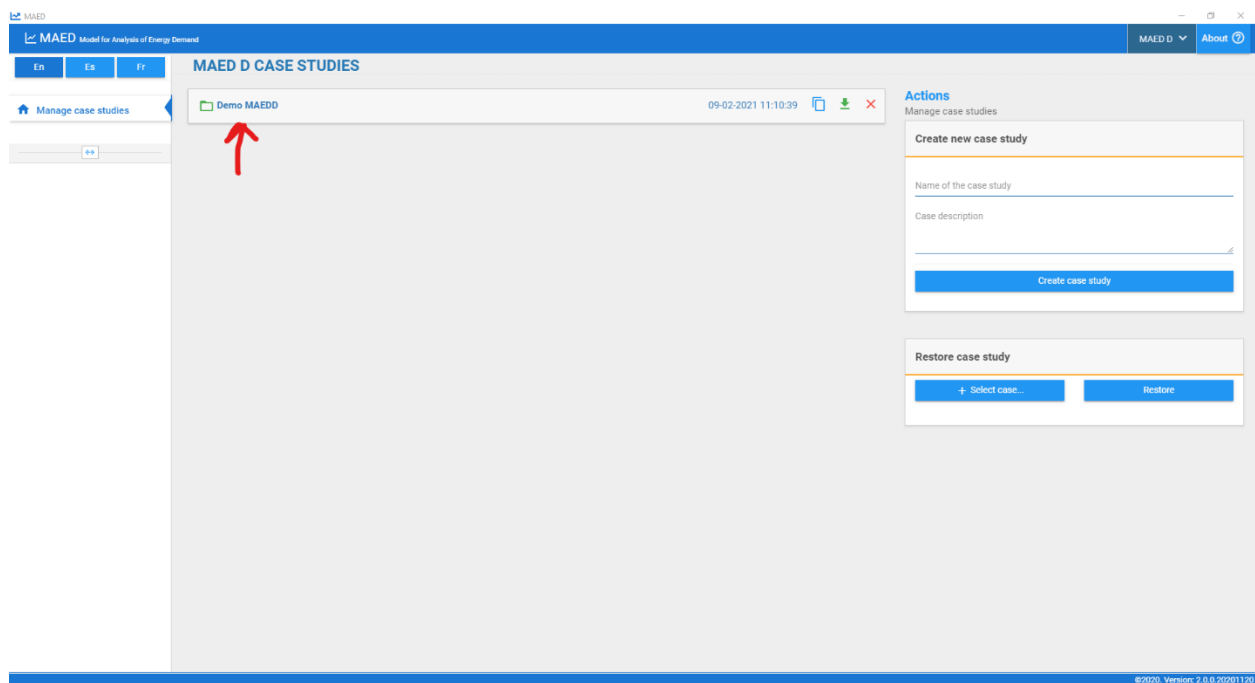 MAED
MAED Model for Analysis of Energy Demand
MAED D
About
En Es Fr
MAED D CASE STUDIES
Manage case studies
Demo MAEDD
09-02-2021 11:10:39
Actions
Manage case studies
Create new case study
Name of the case study
Case description
Create case study
Restore case study
+ Select case...
Restore
©2020. Version: 2.0.0.20201120